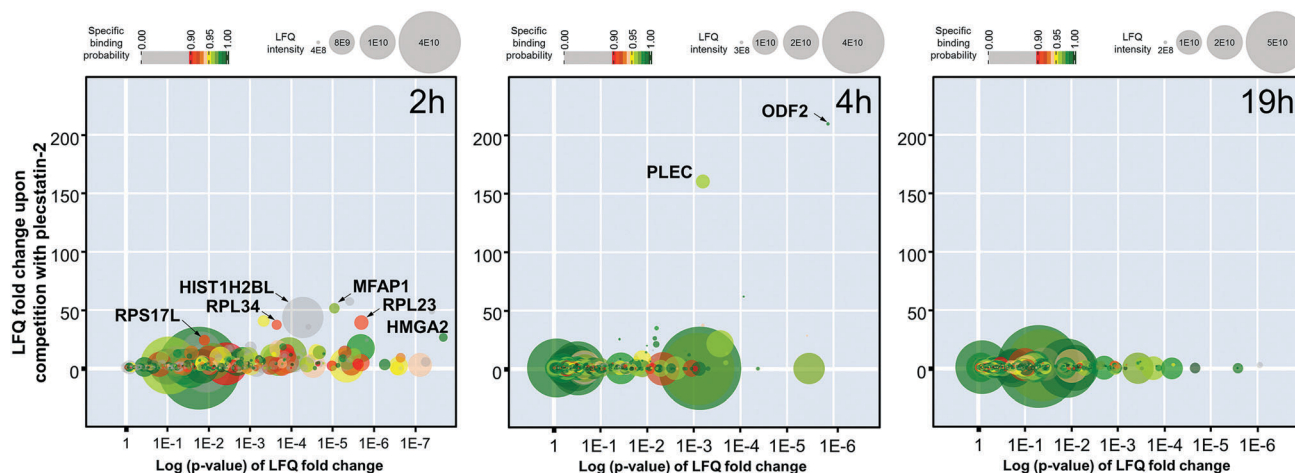 Specific
binding
probability
0.00
0.90
0.95
1.00
LFQ
intensity
4E8
8E9
1E10
4E10
Specific
binding
probability
0.00
0.90
0.95
1.00
LFQ
intensity
3E8
1E10
2E10
4E10
Specific
binding
probability
0.00
0.90
0.95
1.00
LFQ
intensity
2E8
1E10
2E10
5E10
LFQ fold change upon
competition with plecstatin-2
2h
200
150
100
50
0
HIST1H2BL
RPL34
RPS17L
MFAP1
RPL23
HMGA2
1 1E-1 1E-2 1E-3 1E-4 1E-5 1E-6 1E-7
Log (p-value) of LFQ fold change
4h
200
150
100
50
0
ODF2
PLEC
1 1E-1 1E-2 1E-3 1E-4 1E-6
Log (p-value) of LFQ fold change
19h
200
150
100
50
0
1 1E-1 1E-2 1E-3 1E-4 1E-5 1E-6
Log (p-value) of LFQ fold change